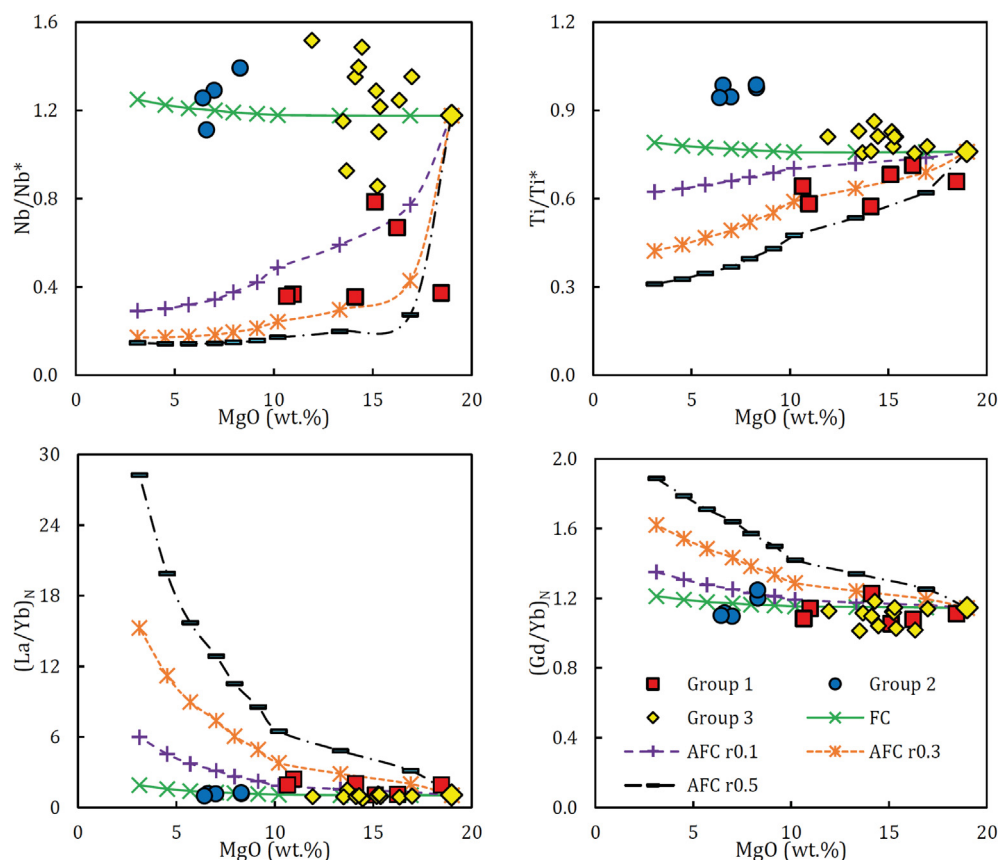 1.6
1.2
0.8
0.4
0.0
Nb/Nb*
0 5 10 15 20
MgO (wt.%)
1.2
0.9
0.6
0.3
0.0
Ti/Ti*
0 5 10 15 20
MgO (wt.%)
30
24
18
12
6
0
(La/Yb)N
0 5 10 15 20
MgO (wt.%)
2.0
1.6
1.2
0.8
0.4
0.0
(Gd/Yb)N
Group 1 Group 2
Group 3 FC
AFC r0.1 AFC r0.3
AFC r0.5
0 5 10 15 20
MgO (wt.%)